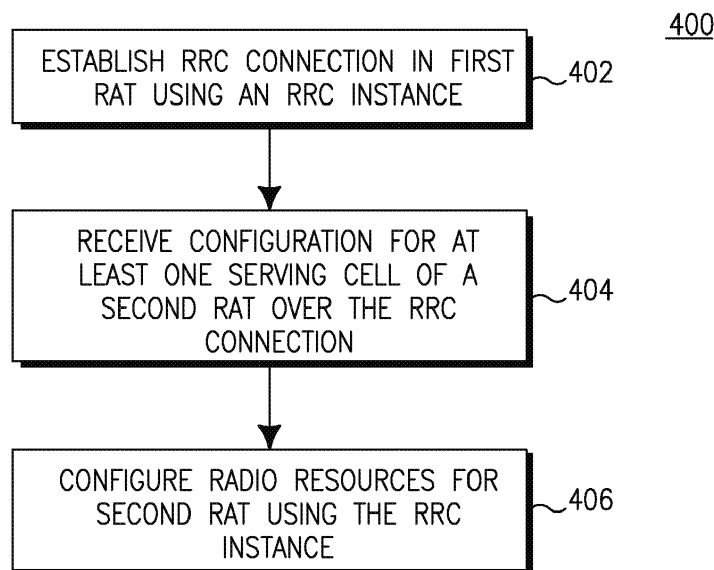 400
ESTABLISH RRC CONNECTION IN FIRST
RAT USING AN RRC INSTANCE
402
RECEIVE CONFIGURATION FOR AT
LEAST ONE SERVING CELL OF A
SECOND RAT OVER THE RRC
CONNECTION
404
CONFIGURE RADIO RESOURCES FOR
SECOND RAT USING THE RRC
INSTANCE
406